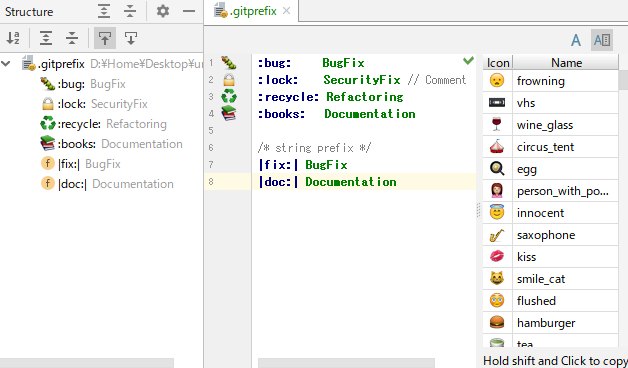 Structure
.gitprefix D:¥Home¥Desktop¥
:bug: BugFix
:lock: SecurityFix
:recycle: Refactoring
:books: Documentation
f |fix:| BugFix
f |doc:| Documentation
.gitprefix
1 :bug: BugFix
2 :lock: SecurityFix // Comment
3 :recycle: Refactoring
4 :books: Documentation
5
6 /* string prefix */
7 |fix:| BugFix
8 |doc:| Documentation
A A
Icon Name
frowning
vhs
wine_glass
circus_tent
egg
person_with_po...
innocent
saxophone
kiss
smile_cat
flushed
hamburger
tea
Hold shift and Click to copy